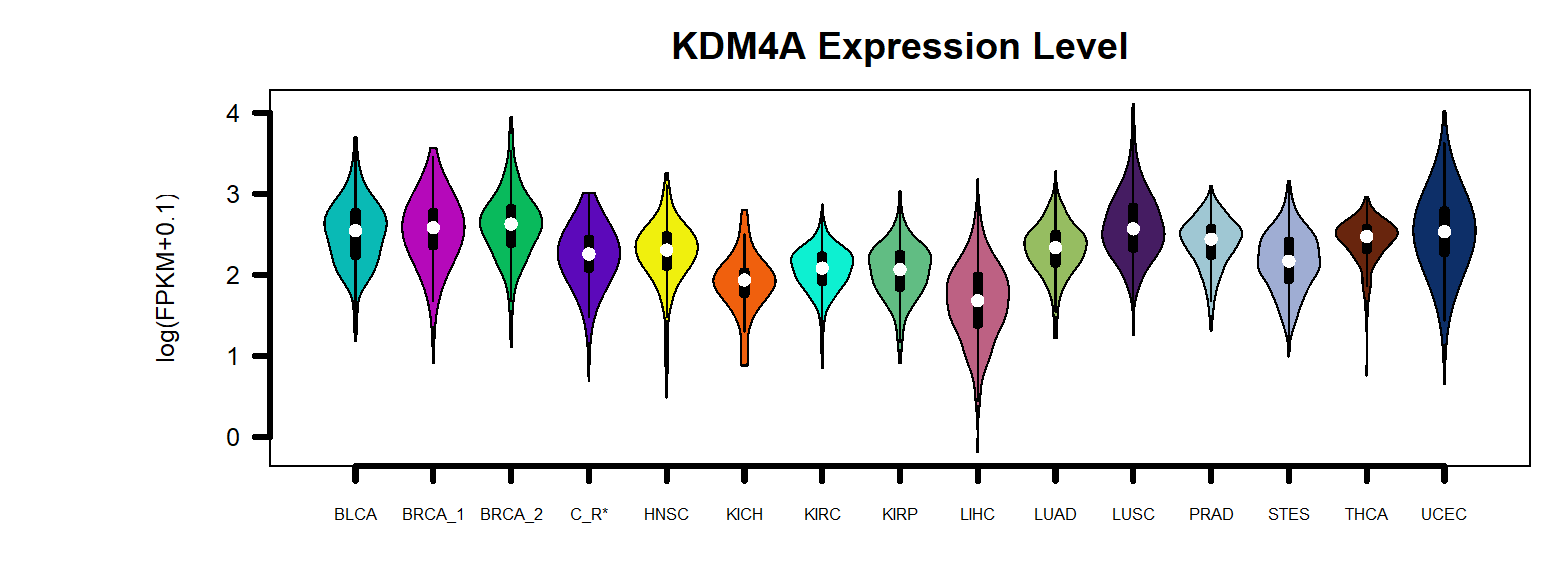 KDM4A Expression Level
log(FPKM+0.1)
4
3
2
1
0
BLCA BRCA_1 BRCA_2 C_R* HNSC KICH KIRC KIRP LIHC LUAD LUSC PRAD STES THCA UCEC